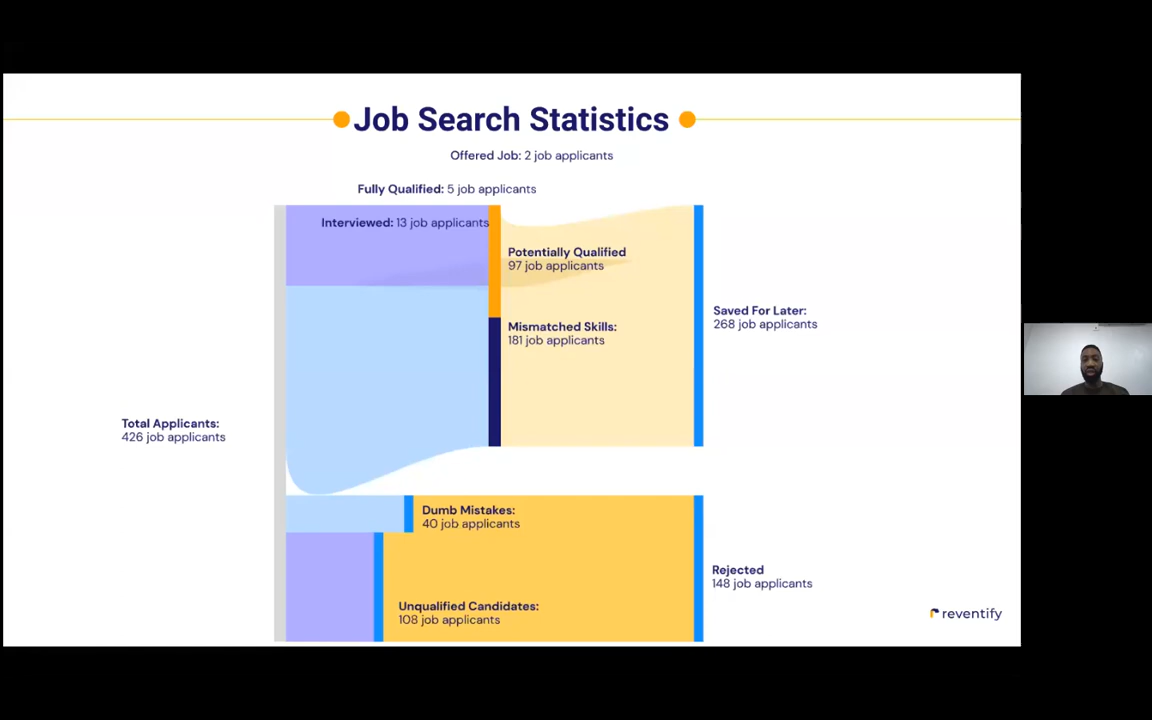 Job Search Statistics
Offered Job: 2 job applicants
Fully Qualified: 5 job applicants
Interviewed: 13 job applicants
Potentially Qualified
97 job applicants
Saved For Later:
268 job applicants
Mismatched Skills:
181 job applicants
Total Applicants:
426 job applicants
Dumb Mistakes:
40 job applicants
Rejected
148 job applicants
Unqualified Candidates:
108 job applicants
reventify